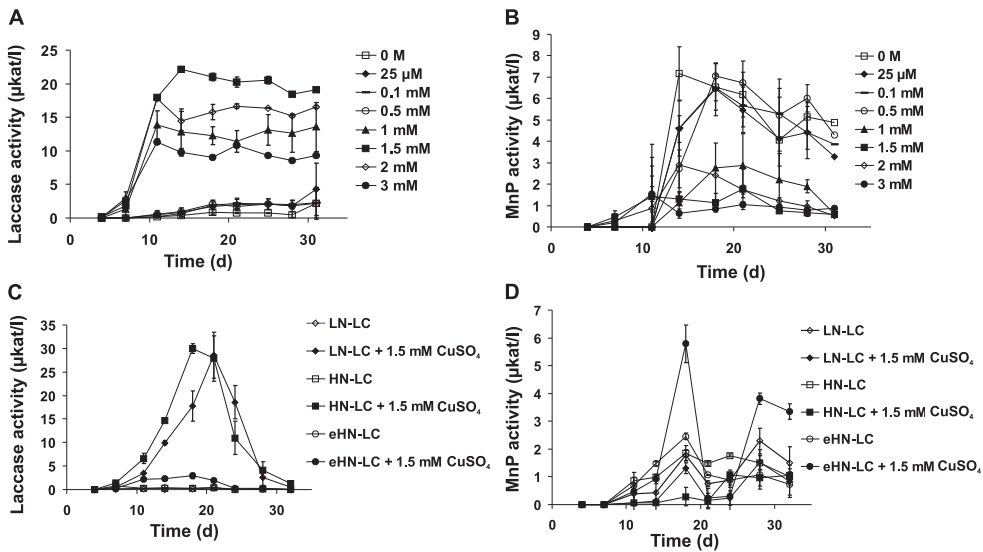 A
Laccase activity (µkat/l)
25
20
15
10
5
0
0
10
20
30
Time (d)
0 M
25 µM
0.1 mM
0.5 mM
1 mM
1.5 mM
2 mM
3 mM
B
MnP activity (µkat/l)
9
8
7
6
5
4
3
2
1
0
0
10
20
30
Time (d)
0 M
25 µM
0.1 mM
0.5 mM
1 mM
1.5 mM
2 mM
3 mM
C
Laccase activity (µkat/l)
35
30
25
20
15
10
5
0
0
10
20
30
Time (d)
LN-LC
LN-LC + 1.5 mM CuSO₄
HN-LC
HN-LC + 1.5 mM CuSO₄
eHN-LC
eHN-LC + 1.5 mM CuSO₄
D
MnP activity (µkat/l)
7
6
5
4
3
2
1
0
0
10
20
30
Time (d)
LN-LC
LN-LC + 1.5 mM CuSO₄
HN-LC
HN-LC + 1.5 mM CuSO₄
eHN-LC
eHN-LC + 1.5 mM CuSO₄